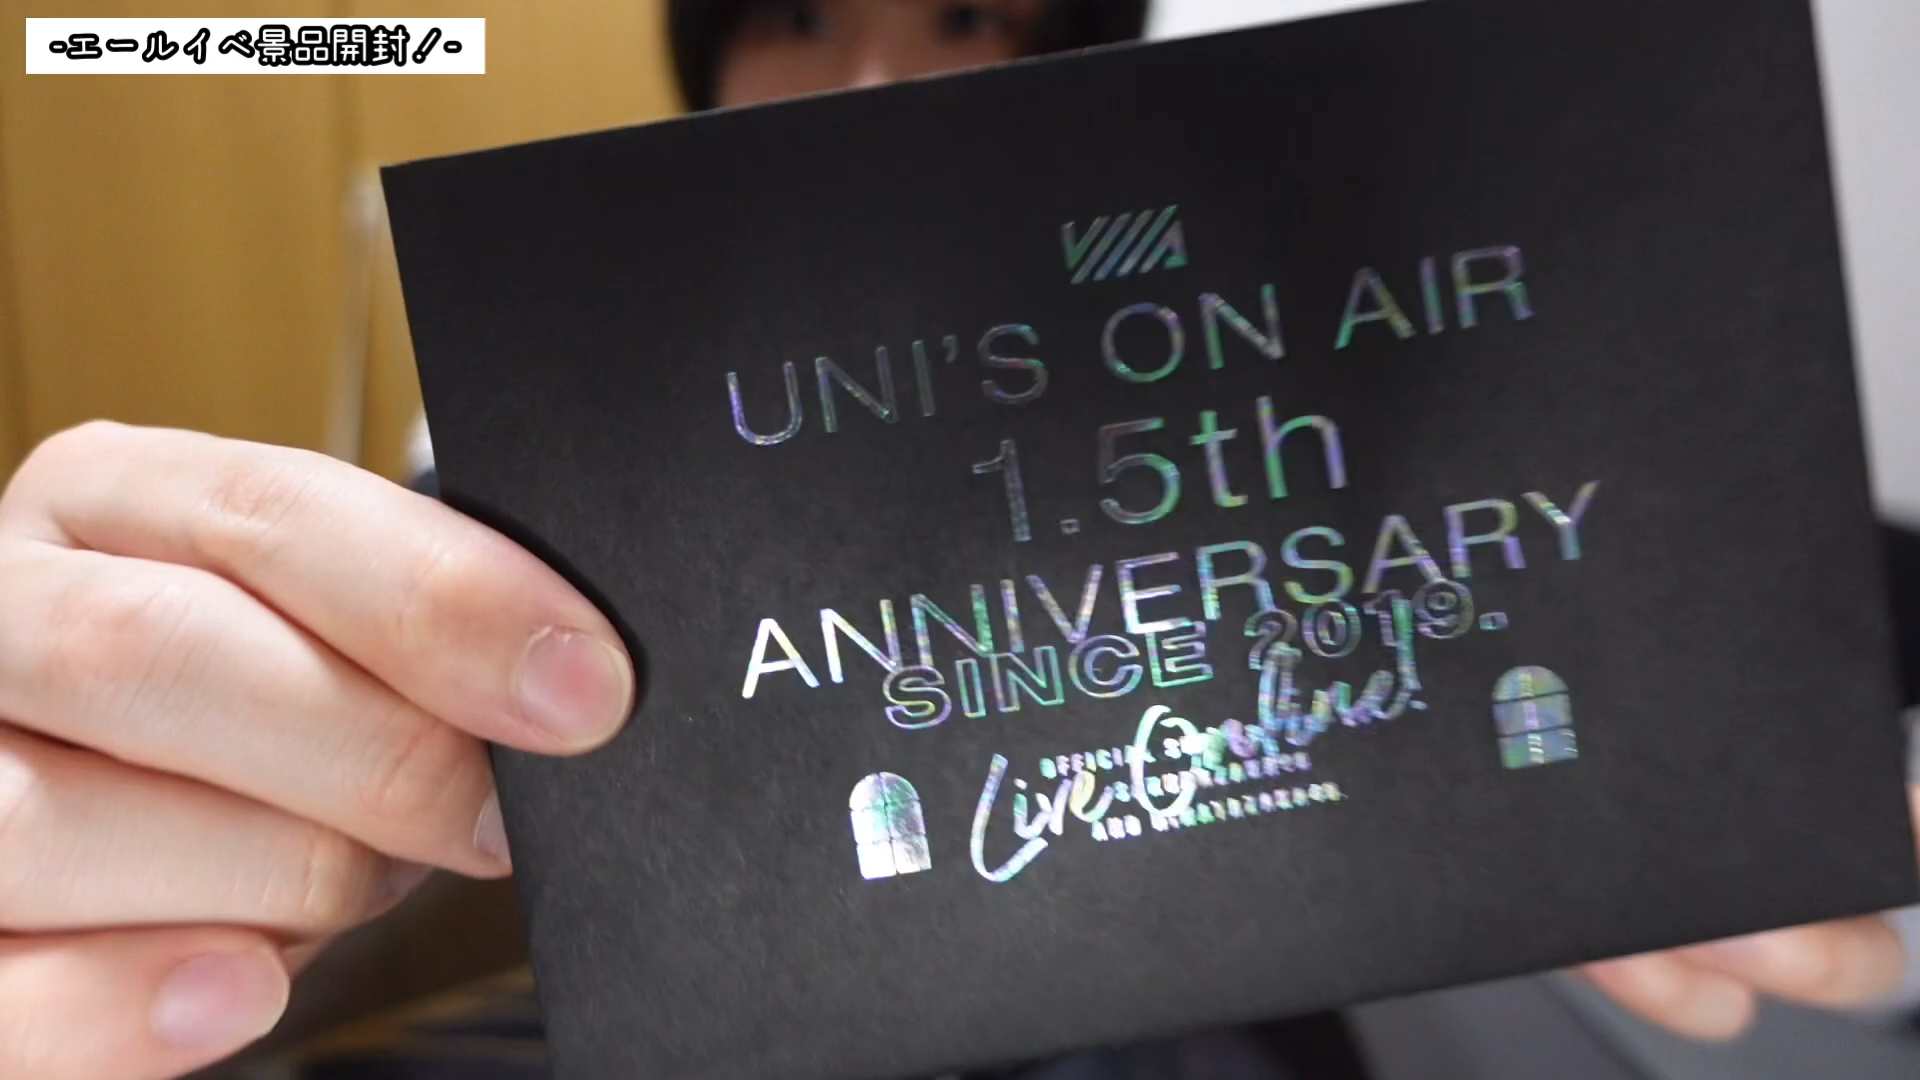 -エールイベ景品開封！-
UNI'S ON AIR
1.5th
ANNIVERSARY
SINCE 2019.
Live Online!
OFFICIAL